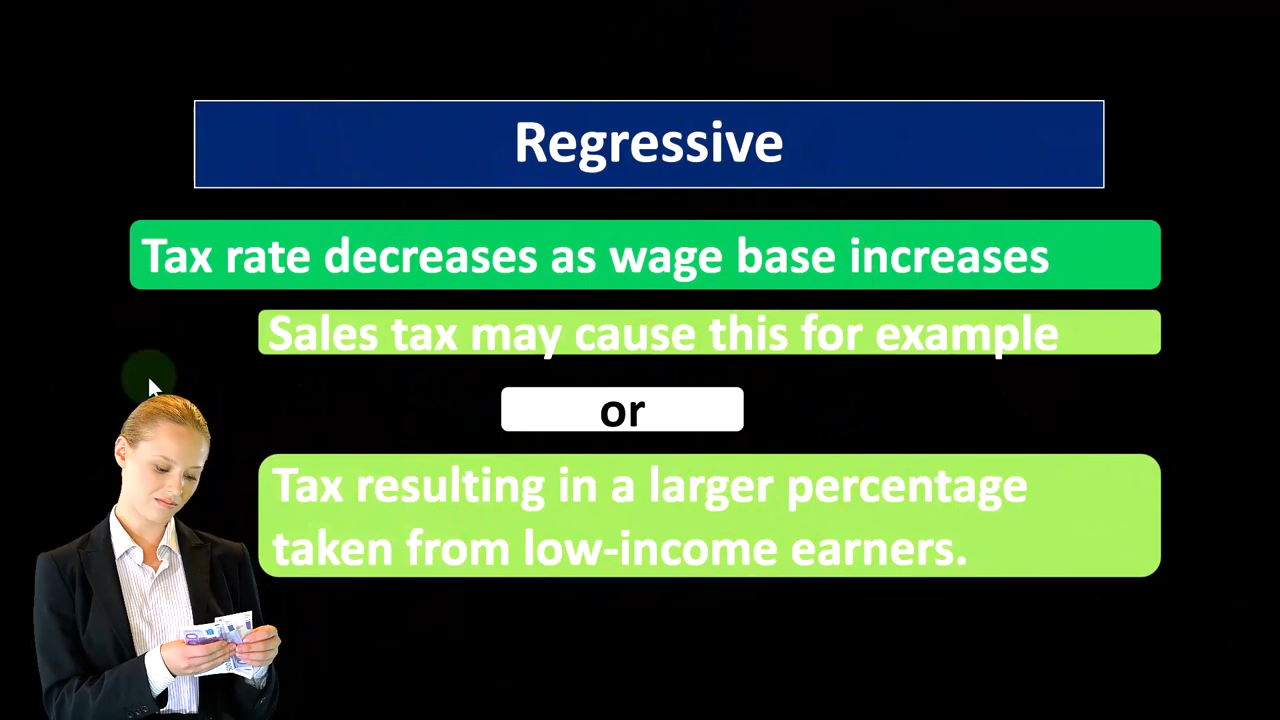 Regressive
Tax rate decreases as wage base increases
Sales tax may cause this for example
or
Tax resulting in a larger percentage
taken from low-income earners.